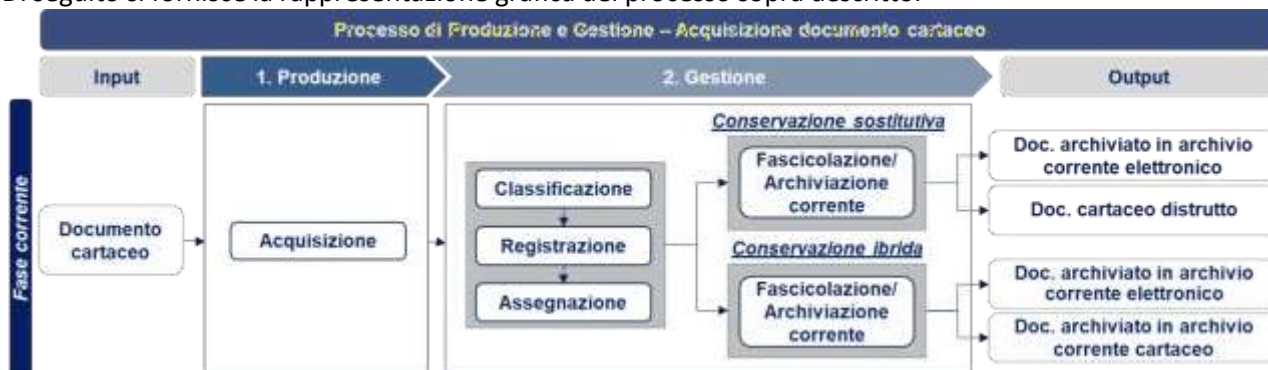 Di seguito si fornisce la rappresentazione grafica del processo sopra descritto:
Processo di Produzione e Gestione – Acquisizione documento cartaceo
Input
1. Produzione
2. Gestione
Output
Fase corrente
Documento
cartaceo
Acquisizione
Classificazione
Registrazione
Assegnazione
Conservazione sostitutiva
Fascicolazione/
Archiviazione
corrente
Conservazione ibrida
Fascicolazione/
Archiviazione
corrente
Doc. archiviato in archivio
corrente elettronico
Doc. cartaceo distrutto
Doc. archiviato in archivio
corrente elettronico
Doc. archiviato in archivio
corrente cartaceo